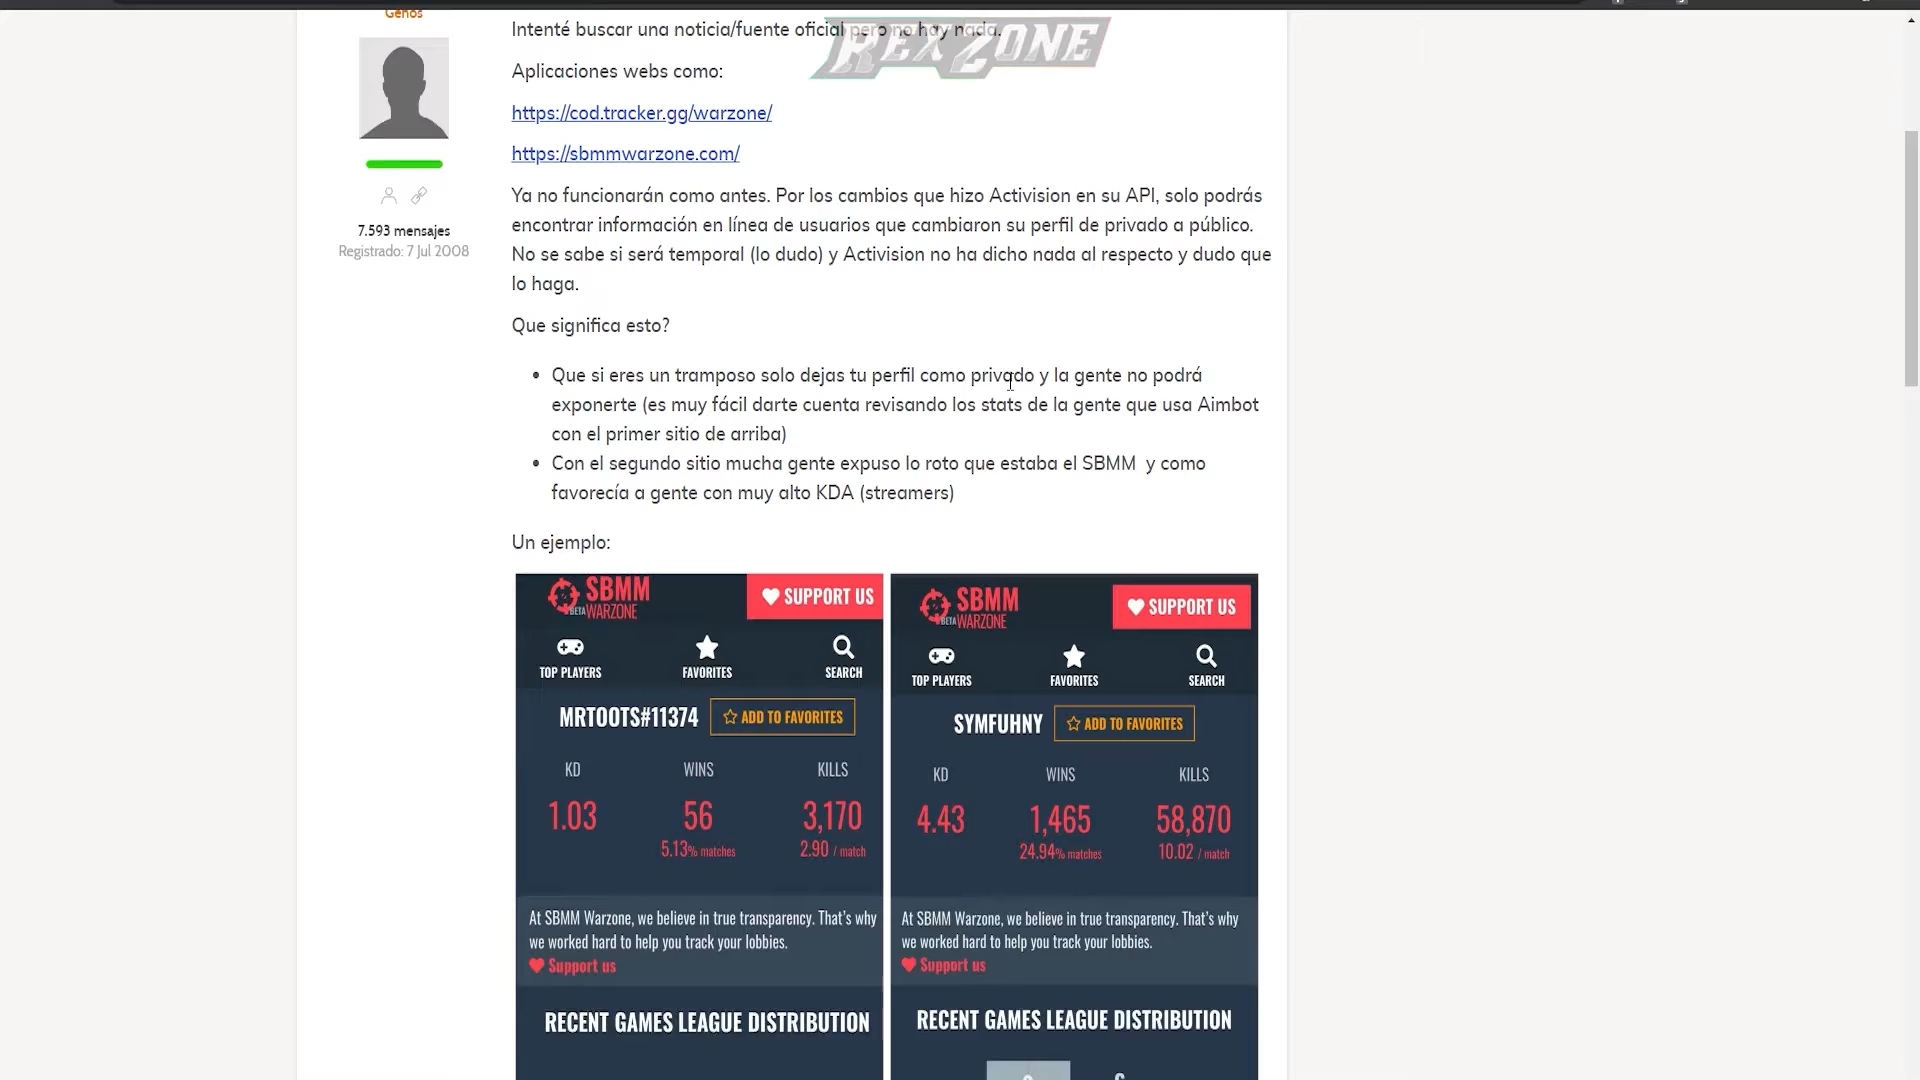 Genos
Intenté buscar una noticia/fuente oficial pero no hay nada.
REXZONE
Aplicaciones webs como:
https://cod.tracker.gg/warzone/
https://sbmmwarzone.com/
7.593 mensajes
Registrado: 7 Jul 2008
Ya no funcionarán como antes. Por los cambios que hizo Activision en su API, solo podrás
encontrar información en línea de usuarios que cambiaron su perfil de privado a público.
No se sabe si será temporal (lo dudo) y Activision no ha dicho nada al respecto y dudo que
lo haga.
Que significa esto?
• Que si eres un tramposo solo dejas tu perfil como privado y la gente no podrá
exponerte (es muy fácil darte cuenta revisando los stats de la gente que usa Aimbot
con el primer sitio de arriba)
• Con el segundo sitio mucha gente expuso lo roto que estaba el SBMM y como
favorecía a gente con muy alto KDA (streamers)
Un ejemplo:
SBMM
BETA WARZONE
SUPPORT US
TOP PLAYERS FAVORITES SEARCH
MRTOOTS#11374 ADD TO FAVORITES
KD WINS KILLS
1.03 56 3,170
5.13% matches 2.90 / match
At SBMM Warzone, we believe in true transparency. That's why
we worked hard to help you track your lobbies.
Support us
RECENT GAMES LEAGUE DISTRIBUTION
SBMM
BETA WARZONE
SUPPORT US
TOP PLAYERS FAVORITES SEARCH
SYMFUHNY ADD TO FAVORITES
KD WINS KILLS
4.43 1,465 58,870
24.94% matches 10.02 / match
At SBMM Warzone, we believe in true transparency. That's why
we worked hard to help you track your lobbies.
Support us
RECENT GAMES LEAGUE DISTRIBUTION